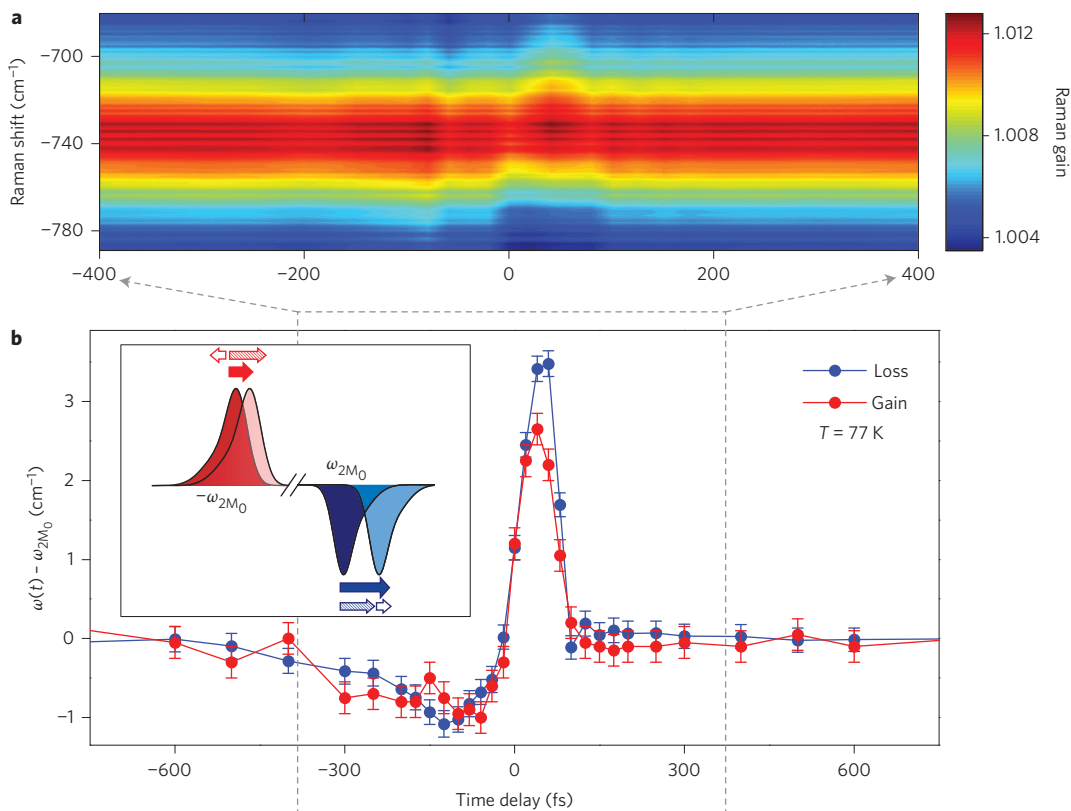 a
−700
−740
−780
Raman shift (cm−1)
−400
−200
0
200
400
1.012
1.008
1.004
Raman gain
b
3
2
1
0
−1
ω(t) − ω2M0 (cm−1)
−ω2M0
ω2M0
Loss
Gain
T = 77 K
−600
−300
0
300
600
Time delay (fs)